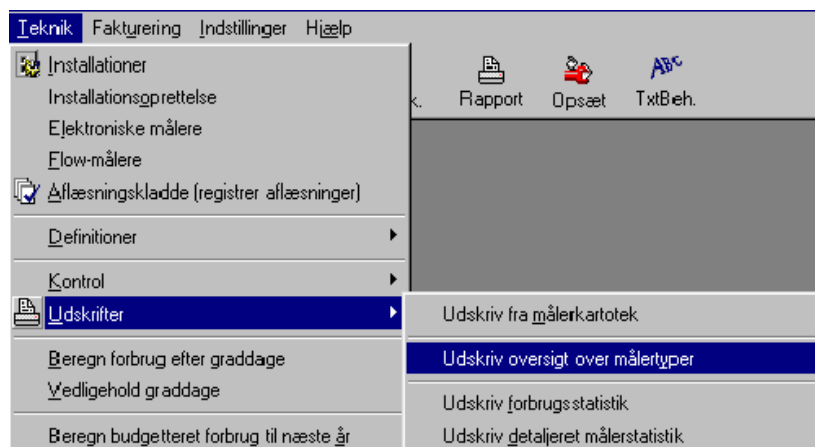 Teknik Fakturering Indstillinger Hjælp
Installationer
Installationsoprettelse
Elektroniske målere
Flow-målere
Aflæsningskladde (registrer aflæsninger)
Definitioner
Kontrol
Udskrifter
Beregn forbrug efter graddage
Vedligehold graddage
Beregn budgetteret forbrug til næste år
k. Rapport Opsæt TxtBeh.
ABC
Udskriv fra målerkartotek
Udskriv oversigt over målertyper
Udskriv forbrugsstatistik
Udskriv detaljeret målerstatistik